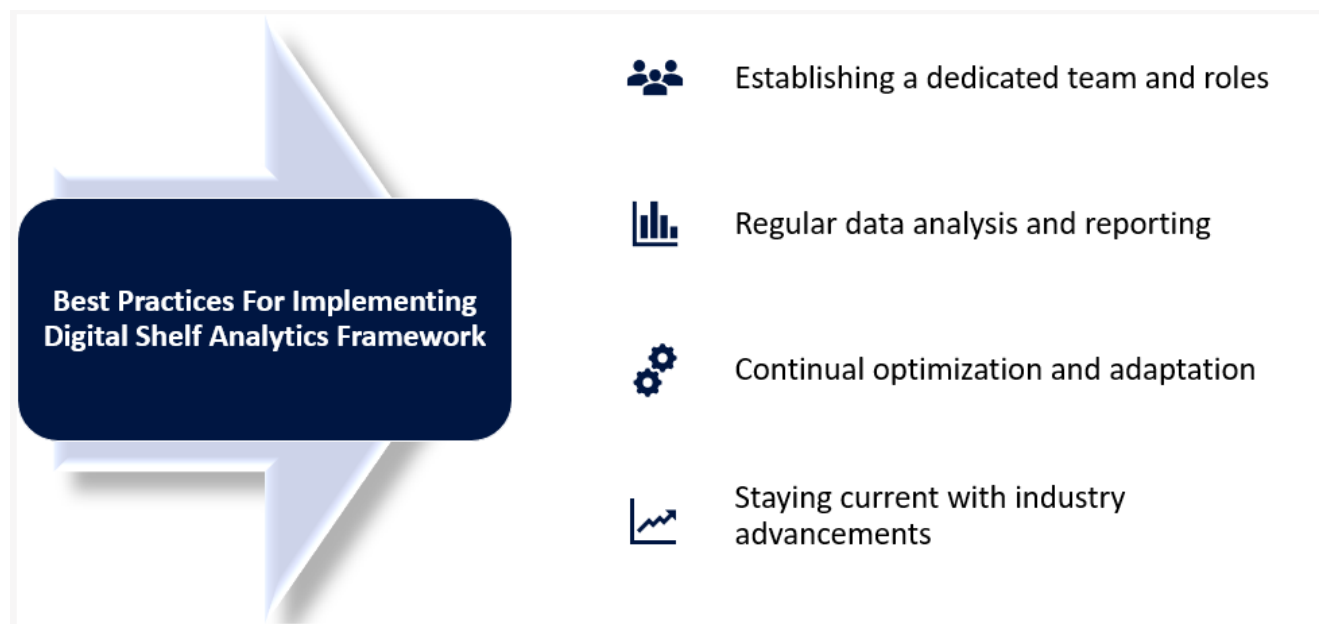 Best Practices For Implementing
Digital Shelf Analytics Framework
Establishing a dedicated team and roles
Regular data analysis and reporting
Continual optimization and adaptation
Staying current with industry
advancements